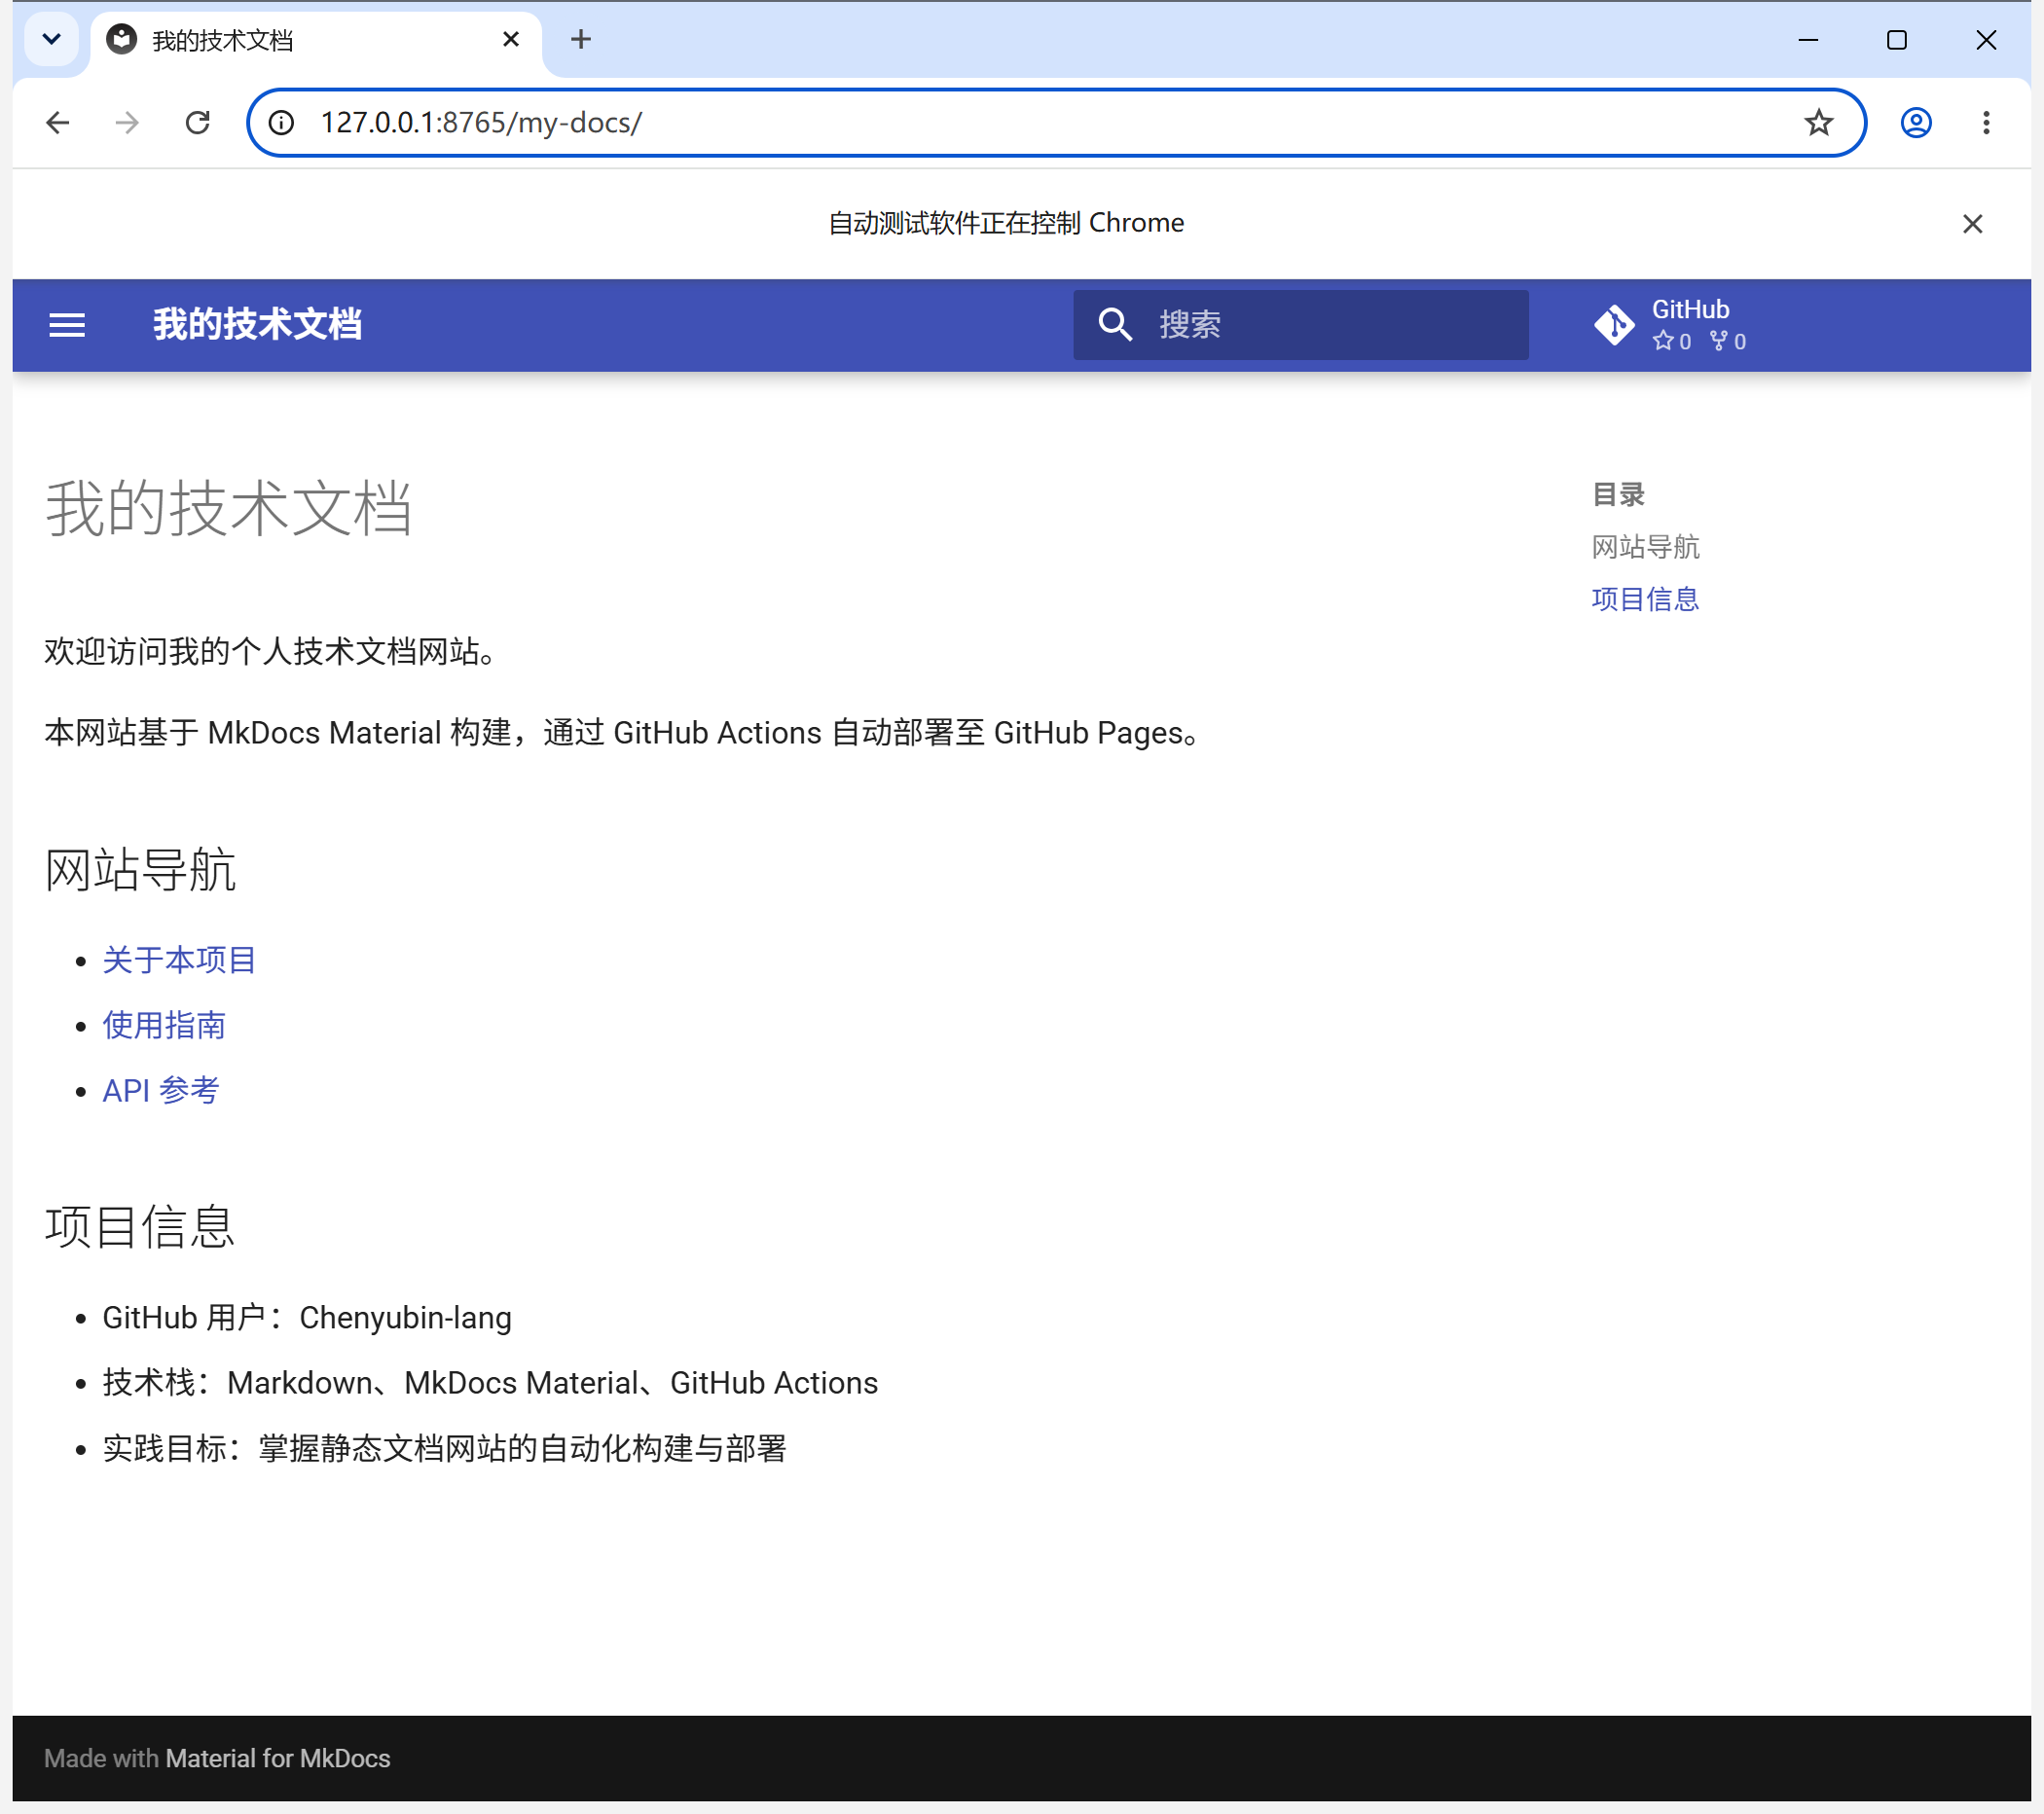 我的技术文档
127.0.0.1:8765/my-docs/
自动测试软件正在控制 Chrome
我的技术文档
搜索
GitHub
0 0
我的技术文档
欢迎访问我的个人技术文档网站。
本网站基于 MkDocs Material 构建，通过 GitHub Actions 自动部署至 GitHub Pages。
网站导航
关于本项目
使用指南
API 参考
项目信息
GitHub 用户：Chenyubin-lang
技术栈：Markdown、MkDocs Material、GitHub Actions
实践目标：掌握静态文档网站的自动化构建与部署
目录
网站导航
项目信息
Made with Material for MkDocs